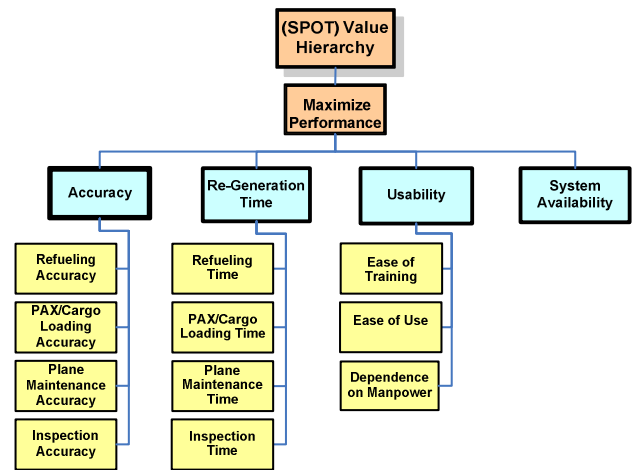 (SPOT) Value
Hierarchy
Maximize
Performance
Accuracy
Re-Generation
Time
Usability
System
Availability
Refueling
Accuracy
PAX/Cargo
Loading
Accuracy
Plane
Maintenance
Accuracy
Inspection
Accuracy
Refueling
Time
PAX/Cargo
Loading Time
Plane
Maintenance
Time
Inspection
Time
Ease of
Training
Ease of Use
Dependence
on Manpower